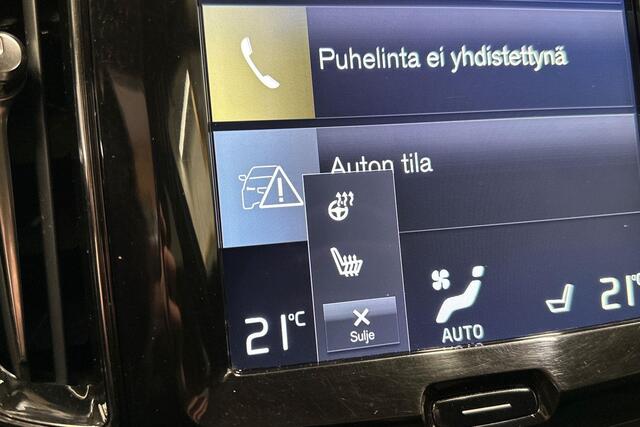 Puhelinta ei yhdistettynä
Auton tila
21°C
Sulje
AUTO
21°C